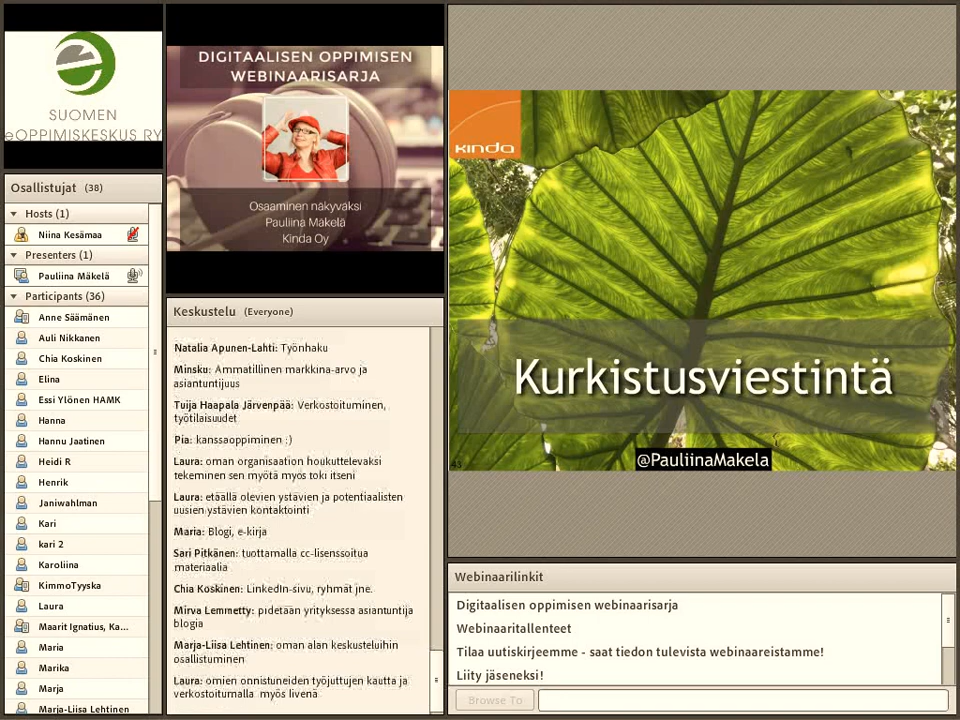 SUOMEN
eOPPIMISKESKUS RY
Osallistujat (38)
Hosts (1)
Niina Kesämaa
Presenters (1)
Pauliina Mäkelä
Participants (36)
Anne Säämänen
Auli Nikkanen
Chia Koskinen
Elina
Essi Ylönen HAMK
Hanna
Hannu Jaatinen
Heidi R
Henrik
Janiwahlman
Kari
kari 2
Karoliina
KimmoTyyska
Laura
Maarit Ignatius, Ka...
Maria
Marika
Marja
Marja-Liisa Lehtinen
DIGITAALISEN OPPIMISEN
WEBINAARISARJA
Osaaminen näkyväksi
Pauliina Mäkelä
Kinda Oy
Keskustelu (Everyone)
Natalia Apunen-Lahti: Työnhaku
Minsku: Ammatillinen markkina-arvo ja
asiantuntijuus
Tuija Haapala Järvenpää: Verkostoituminen,
työtilaisuudet
Pia: kanssaoppiminen :)
Laura: oman organisaation houkuttelevaksi
tekeminen sen myötä myös toki itseni
Laura: etäällä olevien ystävien ja potentiaalisten
uusien ystävien kontaktointi
Maria: Blogi, e-kirja
Sari Pitkänen: tuottamalla cc-lisenssoitua
materiaalia
Chia Koskinen: LinkedIn-sivu, ryhmät jne.
Mirva Lemmetty: pidetään yrityksessä asiantuntija
blogia
Marja-Liisa Lehtinen: oman alan keskusteluihin
osallistuminen
Laura: omien onnistuneiden työjuttujen kautta ja
verkostoitumalla myös livenä
kinda
Kurkistusviestintä
43
@PauliinaMakela
Webinaarilinkit
Digitaalisen oppimisen webinaarisarja
Webinaaritallenteet
Tilaa uutiskirjeemme - saat tiedon tulevista webinaareistamme!
Liity jäseneksi!
Browse To